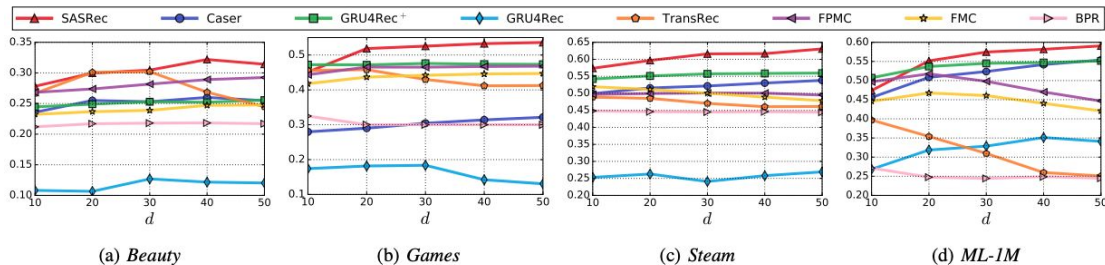 SASRec Caser GRU4Rec+ GRU4Rec TransRec FPMC FMC BPR
0.35 0.30 0.25 0.20 0.15 0.10
10 20 30 40 50
d
(a) Beauty
0.5 0.4 0.3 0.2 0.1
10 20 30 40 50
d
(b) Games
0.65 0.60 0.55 0.50 0.45 0.40 0.35 0.30 0.25 0.20
10 20 30 40 50
d
(c) Steam
0.60 0.55 0.50 0.45 0.40 0.35 0.30 0.25 0.20
10 20 30 40 50
d
(d) ML-1M